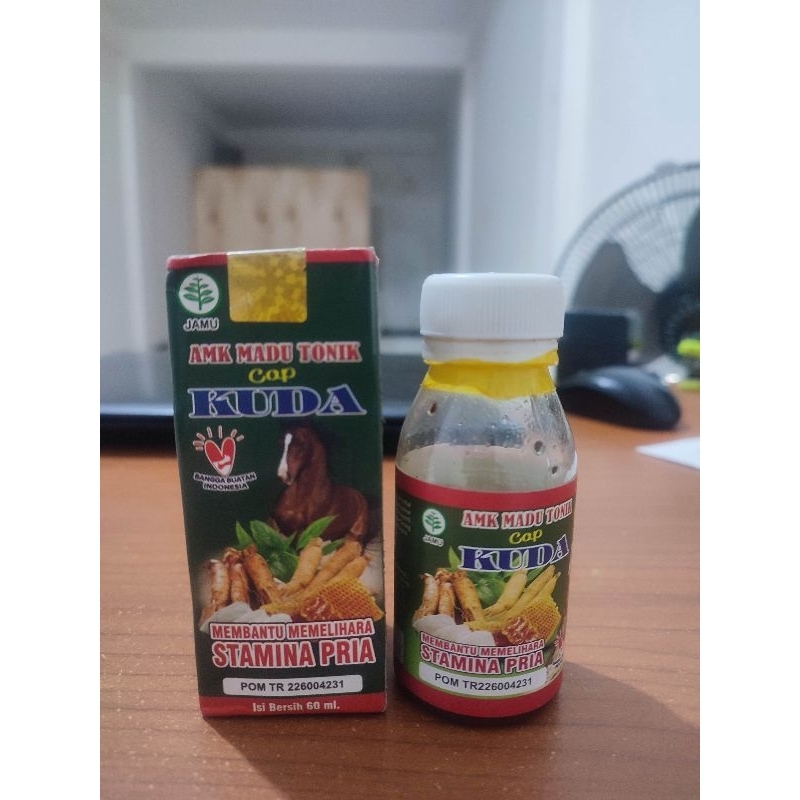 JAMU
AMK MADU TONIK
Cap
KUDA
BANGGA BUATAN
INDONESIA
MEMBANTU MEMELIHARA
STAMINA PRIA
POM TR 226004231
Isi Bersih 60 ml.
JAMU
AMK MADU TONIK
Cap
KUDA
MEMBANTU MEMELIHARA
STAMINA PRIA
POM TR226004231